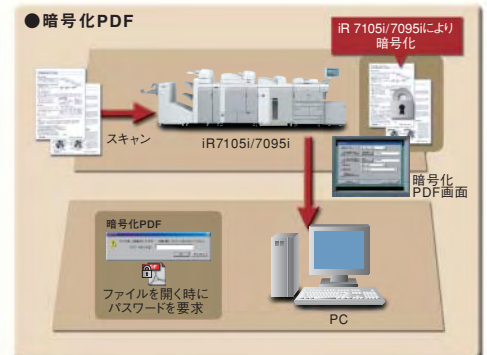 ●暗号化PDF
iR 7105i/7095iにより
暗号化
スキャン
iR7105i/7095i
暗号化
PDF画面
暗号化PDF
ファイルを開く時に
パスワードを要求
PC